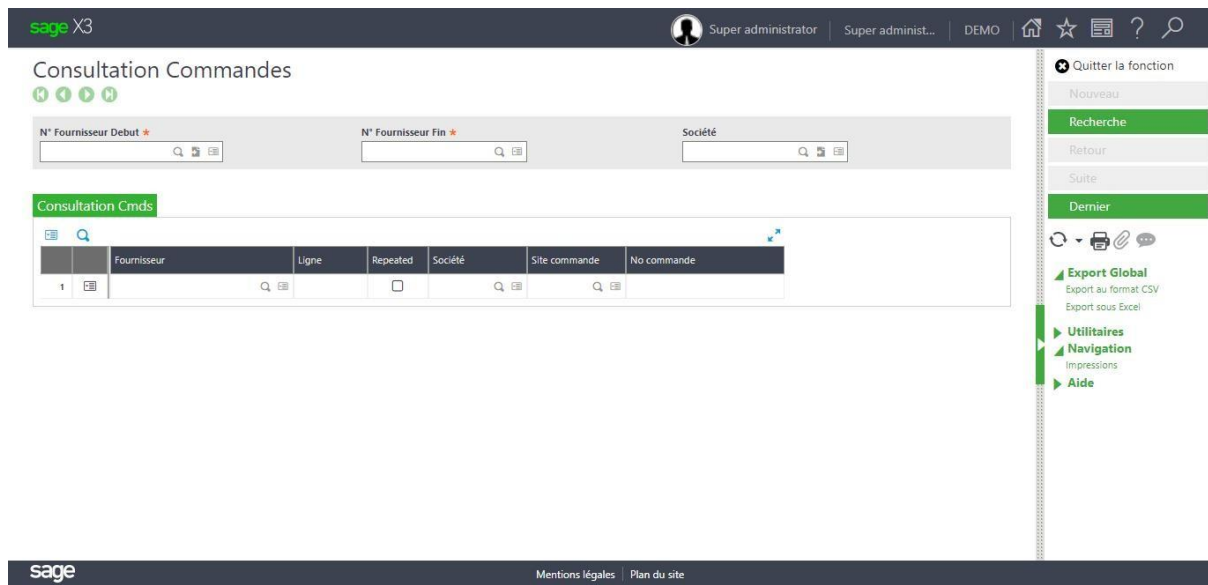 sage X3
Super administrator
Super administ...
DEMO
Consultation Commandes
N° Fournisseur Debut *
N° Fournisseur Fin *
Société
Consultation Cmds
Fournisseur
Ligne
Repeated
Société
Site commande
No commande
1
Quitter la fonction
Nouveau
Recherche
Retour
Suite
Dernier
Export Global
Export au format CSV
Export sous Excel
Utilitaires
Navigation
Impressions
Aide
sage
Mentions légales
Plan du site